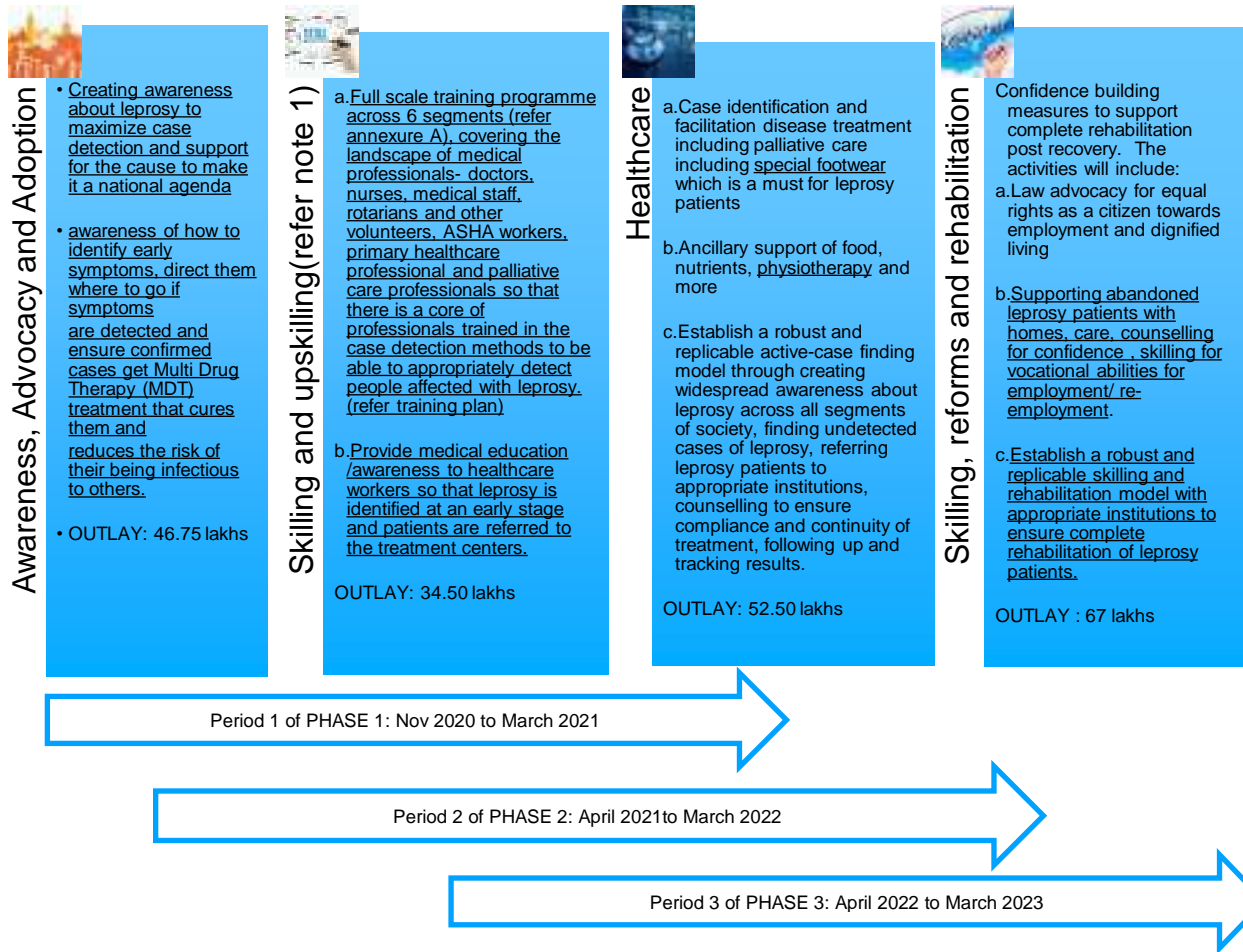 Awareness, Advocacy and Adoption
• Creating awareness
about leprosy to
maximize case
detection and support
for the cause to make
it a national agenda
• awareness of how to
identify early
symptoms, direct them
where to go if
symptoms
are detected and
ensure confirmed
cases get Multi Drug
Therapy (MDT)
treatment that cures
them and
reduces the risk of
their being infectious
to others.
• OUTLAY: 46.75 lakhs
Skilling and upskilling(refer note 1)
a.Full scale training programme
across 6 segments (refer
annexure A), covering the
landscape of medical
professionals- doctors,
nurses, medical staff,
rotarians and other
volunteers, ASHA workers,
primary healthcare
professional and palliative
care professionals so that
there is a core of
professionals trained in the
case detection methods to be
able to appropriately detect
people affected with leprosy.
(refer training plan)
b.Provide medical education
/awareness to healthcare
workers so that leprosy is
identified at an early stage
and patients are referred to
the treatment centers.
OUTLAY: 34.50 lakhs
Healthcare
a.Case identification and
facilitation disease treatment
including palliative care
including special footwear
which is a must for leprosy
patients
b.Ancillary support of food,
nutrients, physiotherapy and
more
c.Establish a robust and
replicable active-case finding
model through creating
widespread awareness about
leprosy across all segments
of society, finding undetected
cases of leprosy, referring
leprosy patients to
appropriate institutions,
counselling to ensure
compliance and continuity of
treatment, following up and
tracking results.
OUTLAY: 52.50 lakhs
Skilling, reforms and rehabilitation
Confidence building
measures to support
complete rehabilitation
post recovery. The
activities will include:
a.Law advocacy for equal
rights as a citizen towards
employment and dignified
living
b.Supporting abandoned
leprosy patients with
homes, care, counselling
for confidence , skilling for
vocational abilities for
employment/ re-
employment.
c.Establish a robust and
replicable skilling and
rehabilitation model with
appropriate institutions to
ensure complete
rehabilitation of leprosy
patients.
OUTLAY : 67 lakhs
Period 1 of PHASE 1: Nov 2020 to March 2021
Period 2 of PHASE 2: April 2021to March 2022
Period 3 of PHASE 3: April 2022 to March 2023